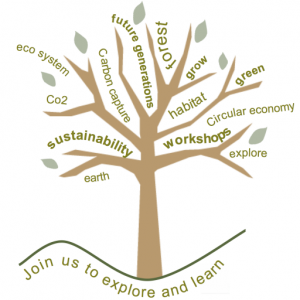 eco system
future generations
forest
Carbon capture
grow
green
Co2
habitat
Circular economy
sustainability
workshops
explore
earth
Join us to explore and learn